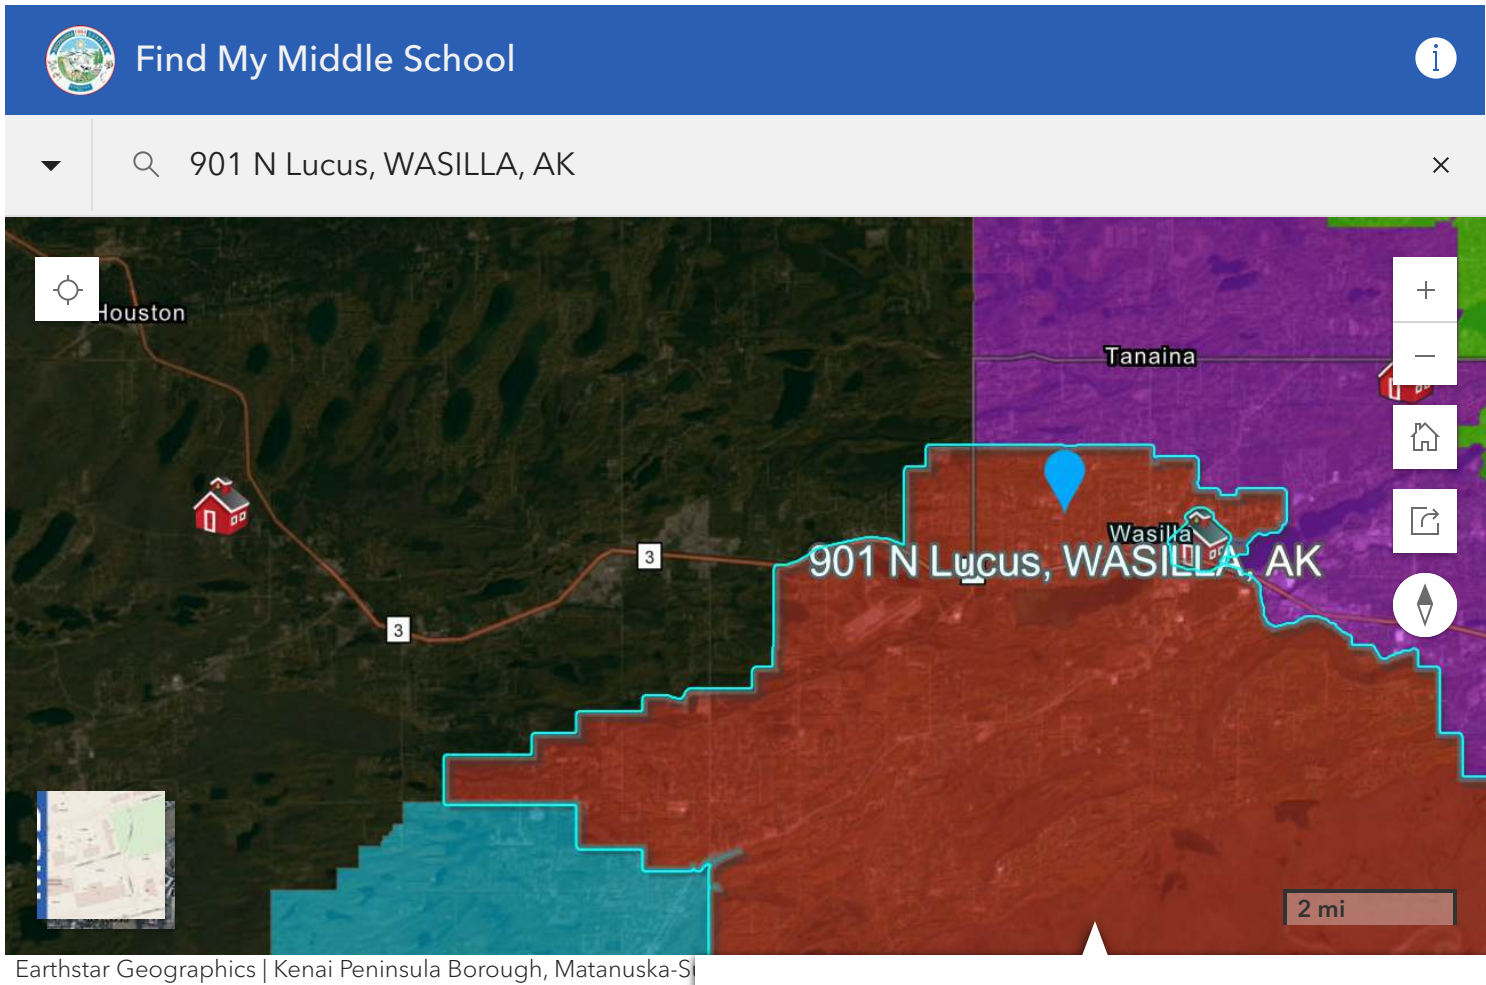 Find My Middle School
901 N Lucus, WASILLA, AK
Houston
Tanaina
Wasilla
3
901 N Lucus, WASILLA, AK
3
2 mi
Earthstar Geographics | Kenai Peninsula Borough, Matanuska-S